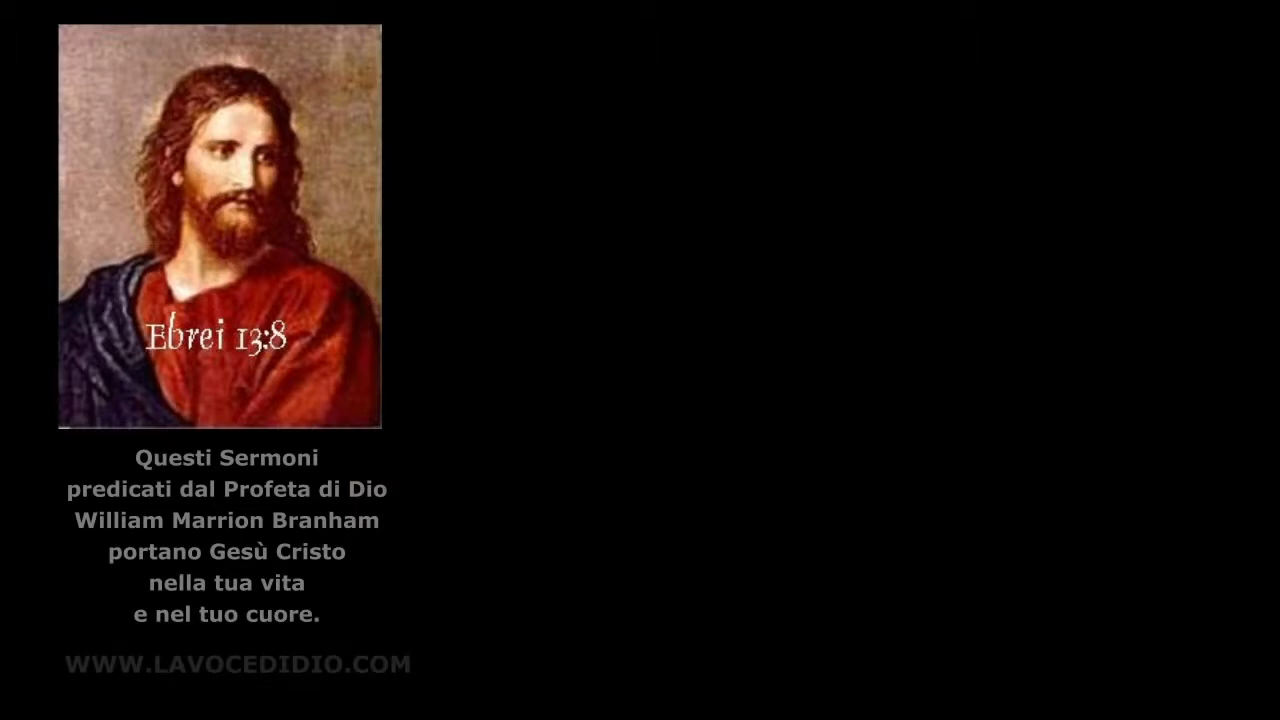 Ebrei 13:8
Questi Sermoni
predicati dal Profeta di Dio
William Marrion Branham
portano Gesù Cristo
nella tua vita
e nel tuo cuore.
WWW.LAVOCEDIDIO.COM